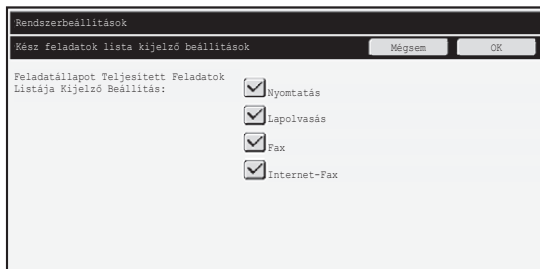 Rendszerbeállítások
Kész feladatok lista kijelző beállítások
Mégsem
OK
Feladatállapot Teljesített Feladatok
Listája Kijelző Beállítás:
Nyomtatás
Lapolvasás
Fax
Internet-Fax